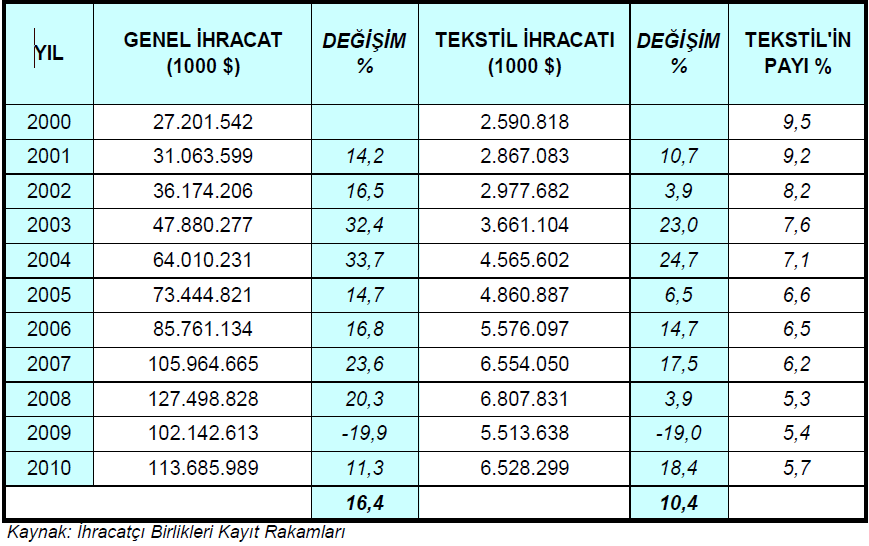 YIL GENEL İHRACAT (1000 $) DEĞİŞİM % TEKSTİL İHRACATI (1000 $) DEĞİŞİM % TEKSTİL'İN PAYI %
2000 27.201.542 2.590.818 9,5
2001 31.063.599 14,2 2.867.083 10,7 9,2
2002 36.174.206 16,5 2.977.682 3,9 8,2
2003 47.880.277 32,4 3.661.104 23,0 7,6
2004 64.010.231 33,7 4.565.602 24,7 7,1
2005 73.444.821 14,7 4.860.887 6,5 6,6
2006 85.761.134 16,8 5.576.097 14,7 6,5
2007 105.964.665 23,6 6.554.050 17,5 6,2
2008 127.498.828 20,3 6.807.831 3,9 5,3
2009 102.142.613 -19,9 5.513.638 -19,0 5,4
2010 113.685.989 11,3 6.528.299 18,4 5,7
16,4 10,4
Kaynak: İhracatçı Birlikleri Kayıt Rakamları